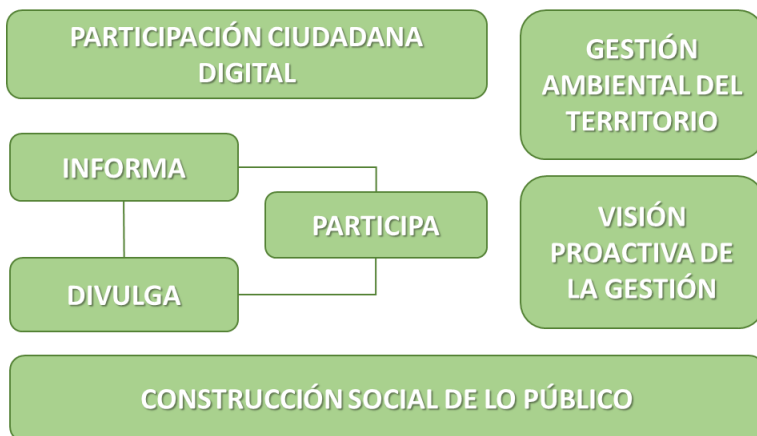 PARTICIPACIÓN CIUDADANA
DIGITAL
GESTIÓN
AMBIENTAL DEL
TERRITORIO
INFORMA
PARTICIPA
DIVULGA
VISIÓN
PROACTIVA DE
LA GESTIÓN
CONSTRUCCIÓN SOCIAL DE LO PÚBLICO